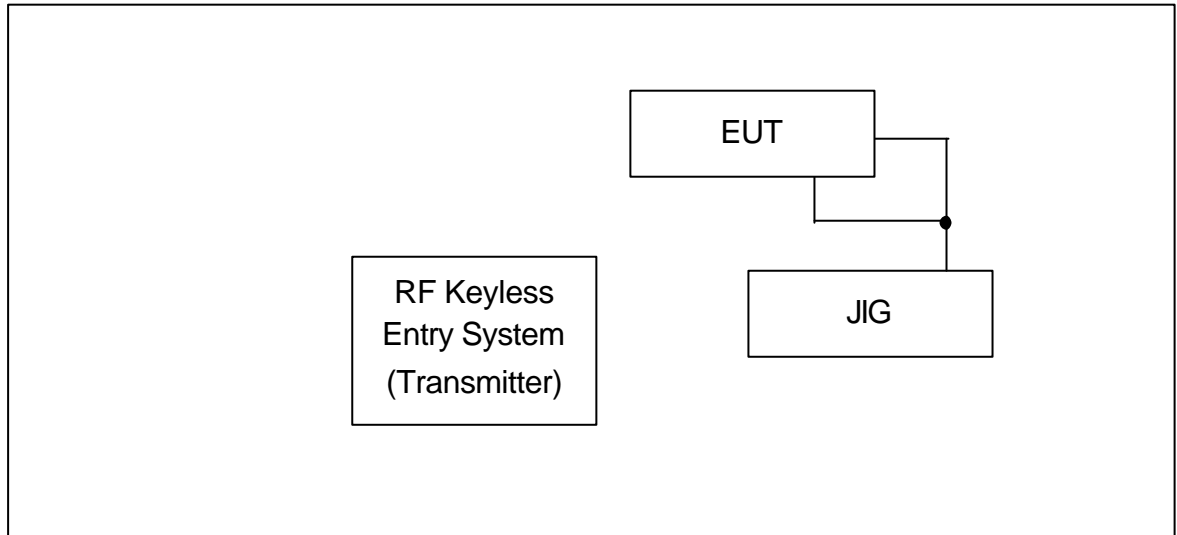 EUT
RF Keyless
Entry System
(Transmitter)
JIG